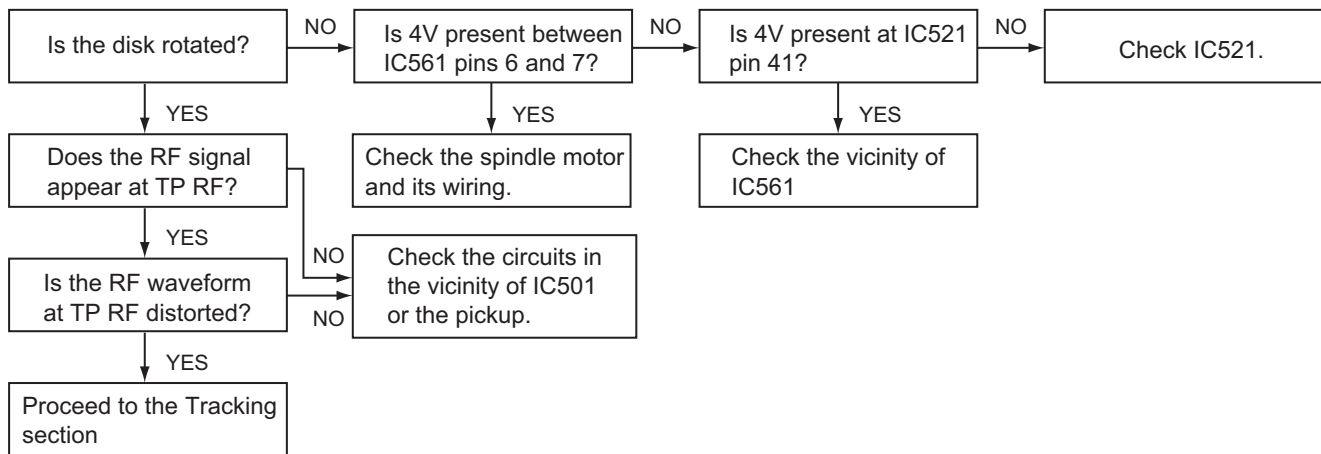 Is the disk rotated?
NO
Is 4V present between
IC561 pins 6 and 7?
NO
Is 4V present at IC521
pin 41?
NO
Check IC521.
YES
YES
YES
Does the RF signal
appear at TP RF?
Check the spindle motor
and its wiring.
Check the vicinity of
IC561
YES
NO
Is the RF waveform
at TP RF distorted?
NO
Check the circuits in
the vicinity of IC501
or the pickup.
YES
Proceed to the Tracking
section